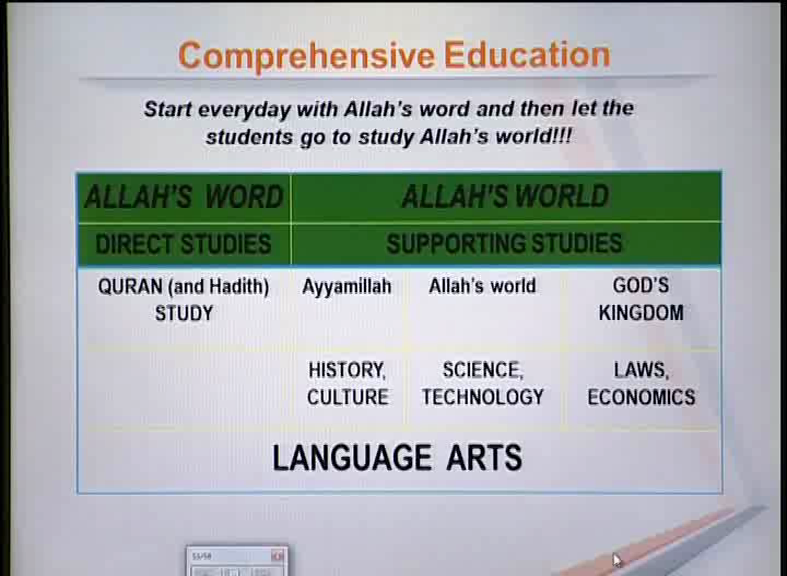 Comprehensive Education
Start everyday with Allah's word and then let the
students go to study Allah's world!!!
ALLAH'S WORD ALLAH'S WORLD
DIRECT STUDIES SUPPORTING STUDIES
QURAN (and Hadith) Ayyamillah Allah's world GOD'S
STUDY KINGDOM
HISTORY, SCIENCE, LAWS,
CULTURE TECHNOLOGY ECONOMICS
LANGUAGE ARTS